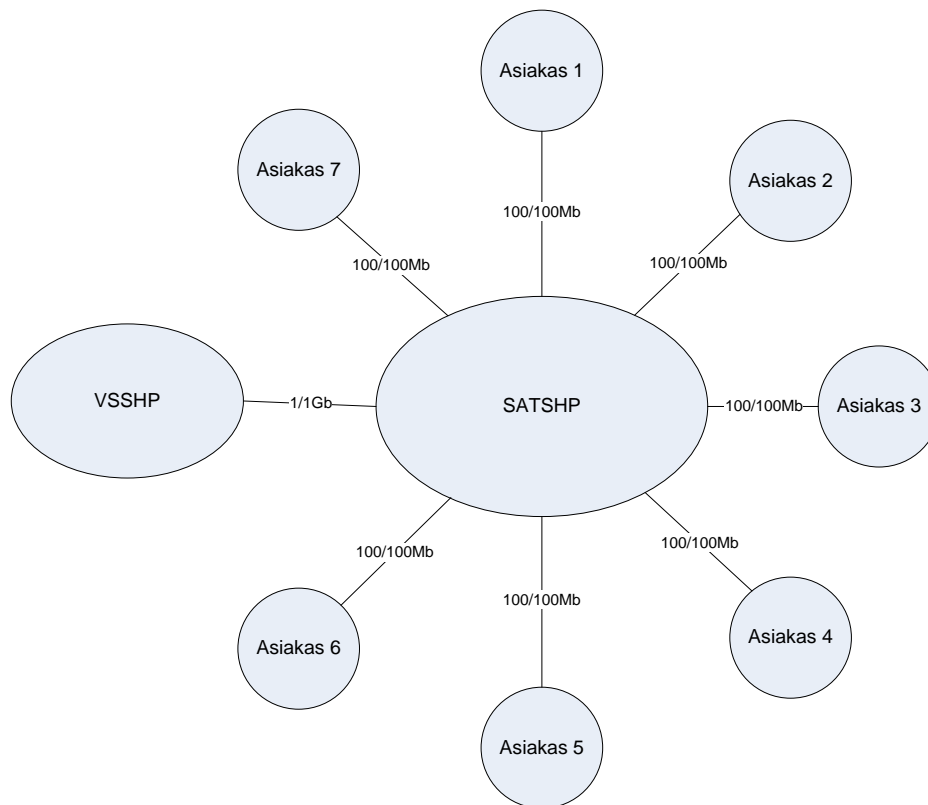 Asiakas 1
Asiakas 7
Asiakas 2
100/100Mb
100/100Mb
100/100Mb
VSSHP
1/1Gb
SATSHP
100/100Mb
Asiakas 3
100/100Mb
100/100Mb
100/100Mb
Asiakas 6
Asiakas 4
Asiakas 5